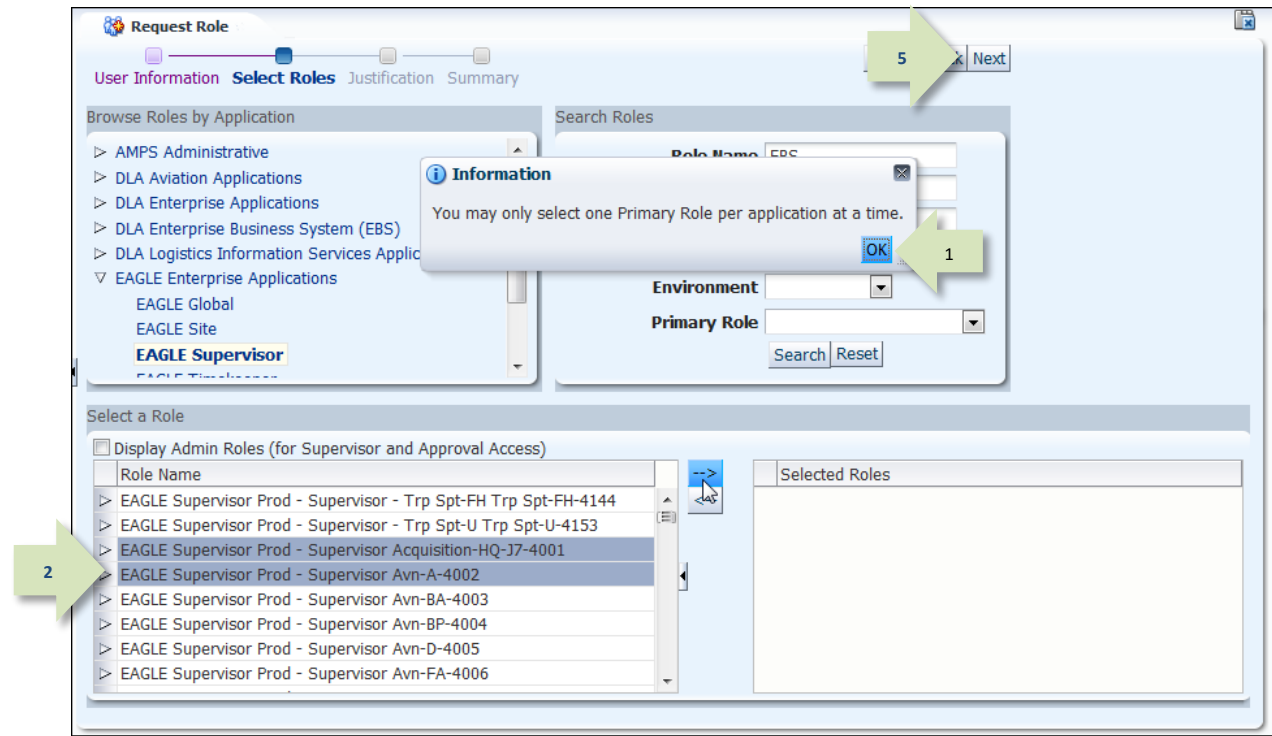 Request Role
User Information Select Roles Justification Summary
5
Next
Browse Roles by Application
AMPS Administrative
DLA Aviation Applications
DLA Enterprise Applications
DLA Enterprise Business System (EBS)
DLA Logistics Information Services Applic
EAGLE Enterprise Applications
EAGLE Global
EAGLE Site
EAGLE Supervisor
Search Roles
Role Name EBS
Information
You may only select one Primary Role per application at a time.
OK
1
Environment
Primary Role
Search Reset
Select a Role
Display Admin Roles (for Supervisor and Approval Access)
Role Name
EAGLE Supervisor Prod - Supervisor - Trp Spt-FH Trp Spt-FH-4144
EAGLE Supervisor Prod - Supervisor - Trp Spt-U Trp Spt-U-4153
EAGLE Supervisor Prod - Supervisor Acquisition-HQ-J7-4001
2
EAGLE Supervisor Prod - Supervisor Avn-A-4002
EAGLE Supervisor Prod - Supervisor Avn-BA-4003
EAGLE Supervisor Prod - Supervisor Avn-BP-4004
EAGLE Supervisor Prod - Supervisor Avn-D-4005
EAGLE Supervisor Prod - Supervisor Avn-FA-4006
-->
Selected Roles